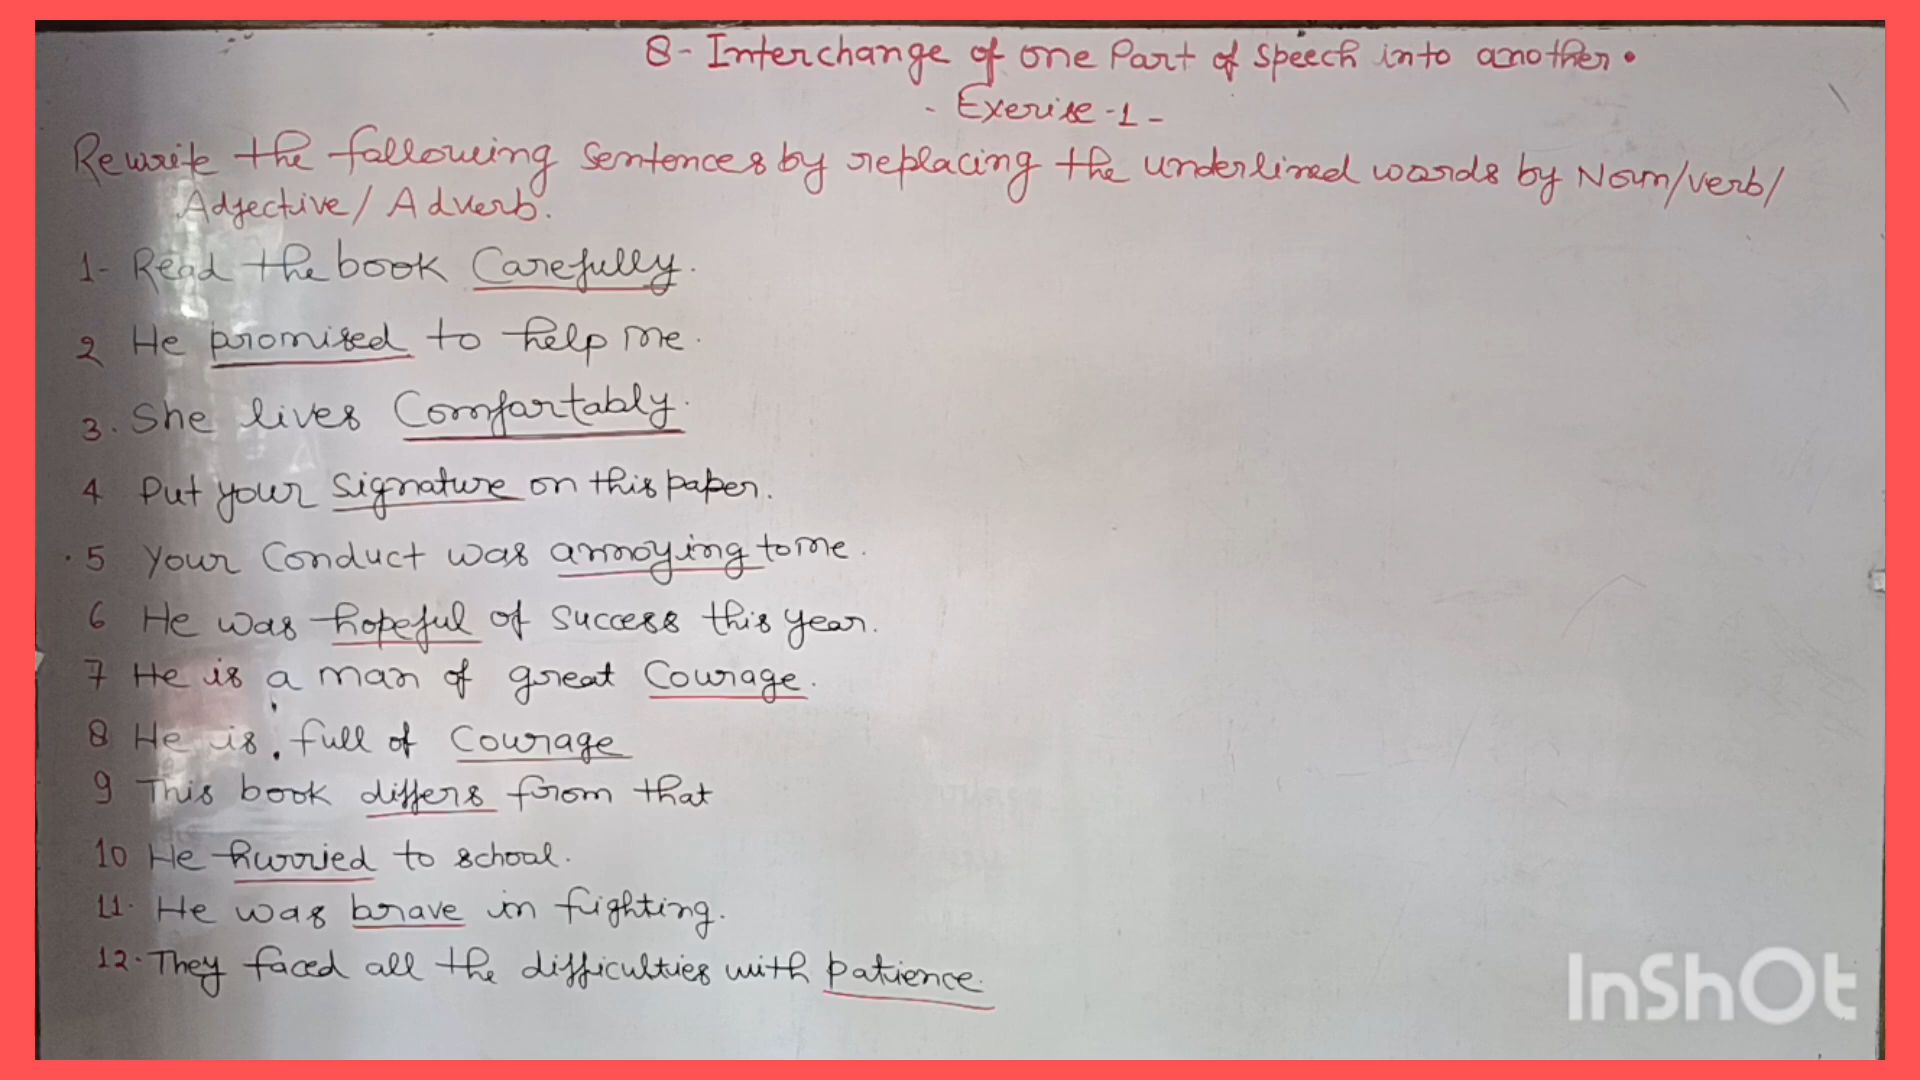 8- Interchange of one Part of Speech into another.
- Exerise -1 -
Rewrite the following sentences by replacing the underlined words by Noun/verb/
Adjective/ Adverb.
1- Read the book Carefully.
2 He promised to help me.
3. She lives Comfartably.
4 Put your signature on this paper.
5 Your Conduct was annoying to me.
6 He was hopeful of success this year.
7 He is a man of great Courage.
8 He is full of Courage
9 This book differs from that
10 He hurried to school.
11. He was brave in fighting.
12. They faced all the difficulties with patience.
InShOt